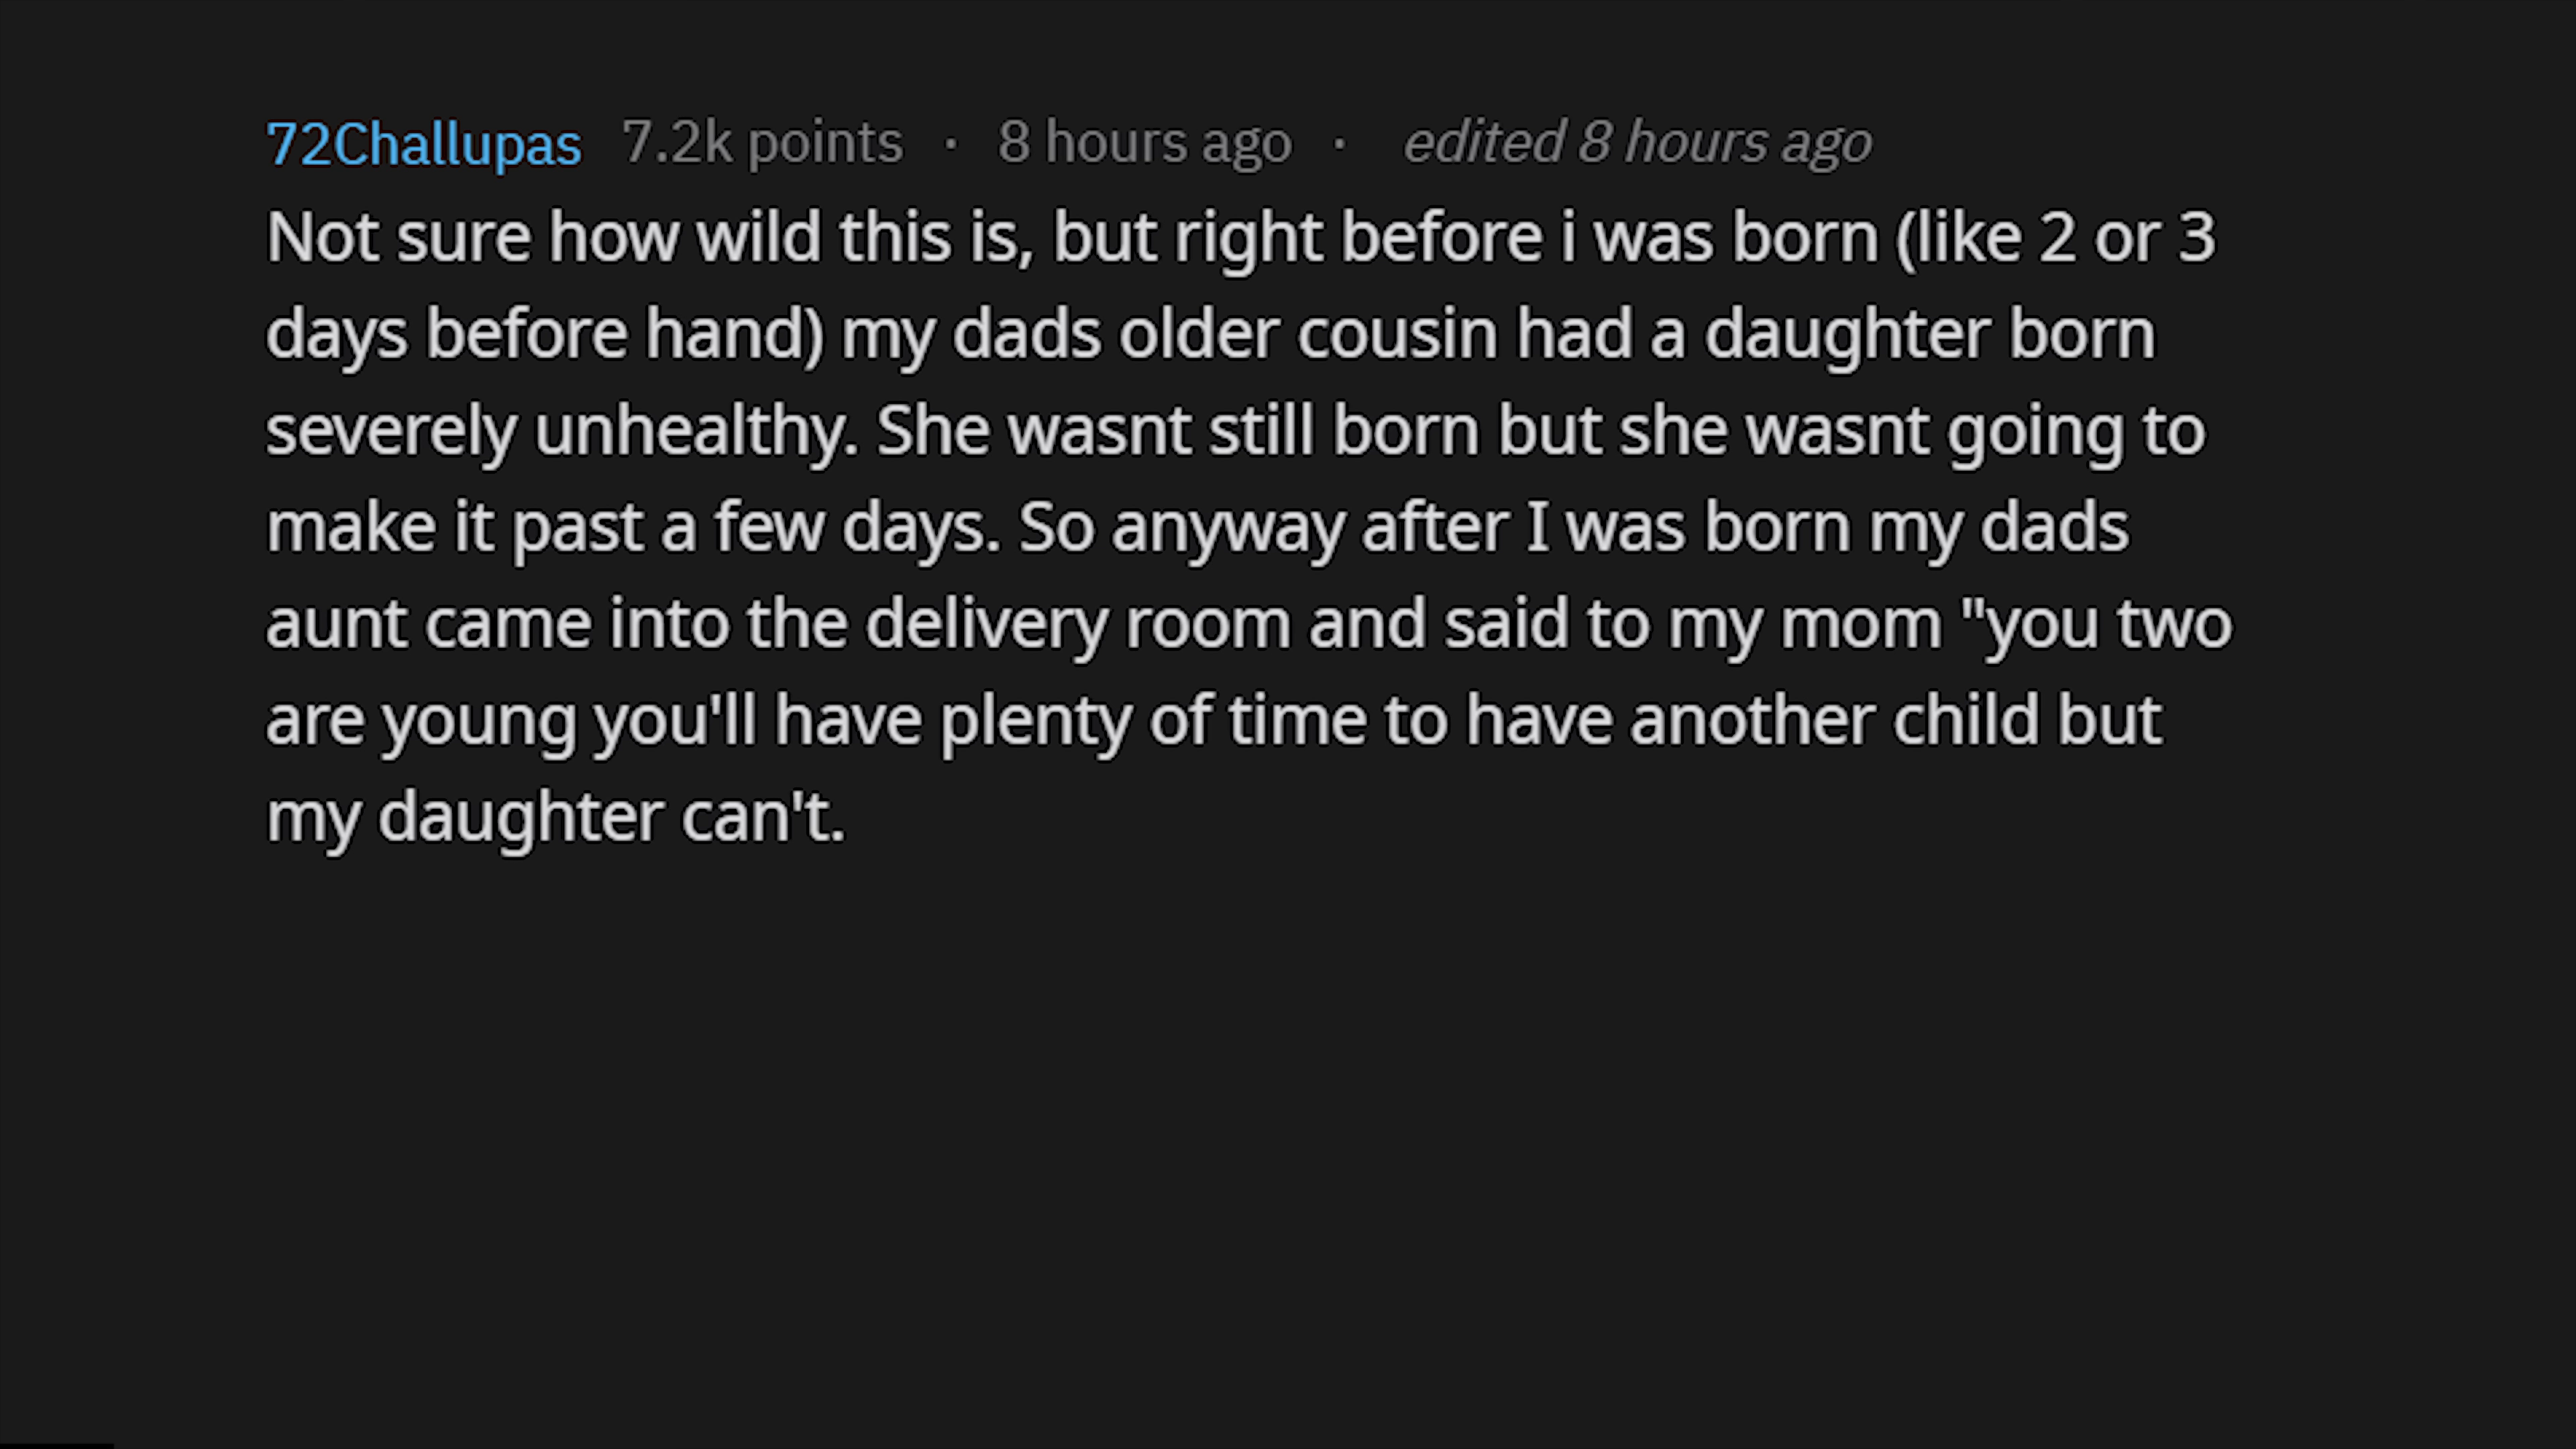 72Challupas 7.2k points · 8 hours ago · edited 8 hours ago
Not sure how wild this is, but right before i was born (like 2 or 3
days before hand) my dads older cousin had a daughter born
severely unhealthy. She wasnt still born but she wasnt going to
make it past a few days. So anyway after I was born my dads
aunt came into the delivery room and said to my mom "you two
are young you'll have plenty of time to have another child but
my daughter can't.